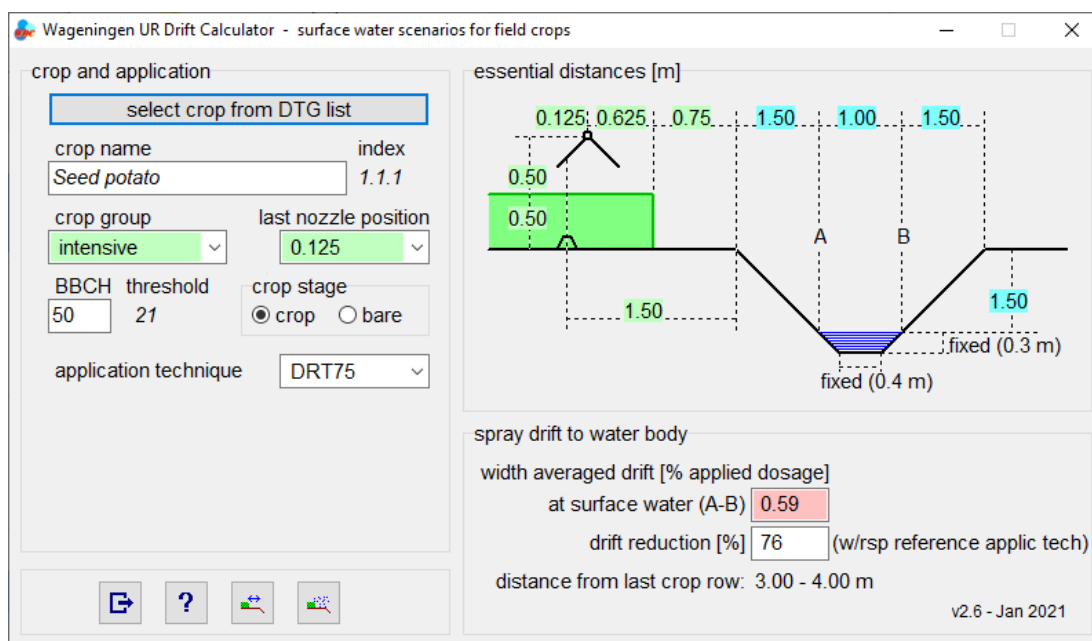 Wageningen UR Drift Calculator - surface water scenarios for field crops
crop and application
select crop from DTG list
crop name
index
Seed potato
1.1.1
crop group
last nozzle position
intensive
0.125
BBCH
threshold
crop stage
50
21
crop
bare
application technique
DRT75
?
essential distances [m]
0.125
0.625
0.75
1.50
1.00
1.50
0.50
0.50
A
B
1.50
1.50
fixed (0.3 m)
fixed (0.4 m)
spray drift to water body
width averaged drift [% applied dosage]
at surface water (A-B)
0.59
drift reduction [%]
76
(w/rsp reference applic tech)
distance from last crop row: 3.00 - 4.00 m
v2.6 - Jan 2021